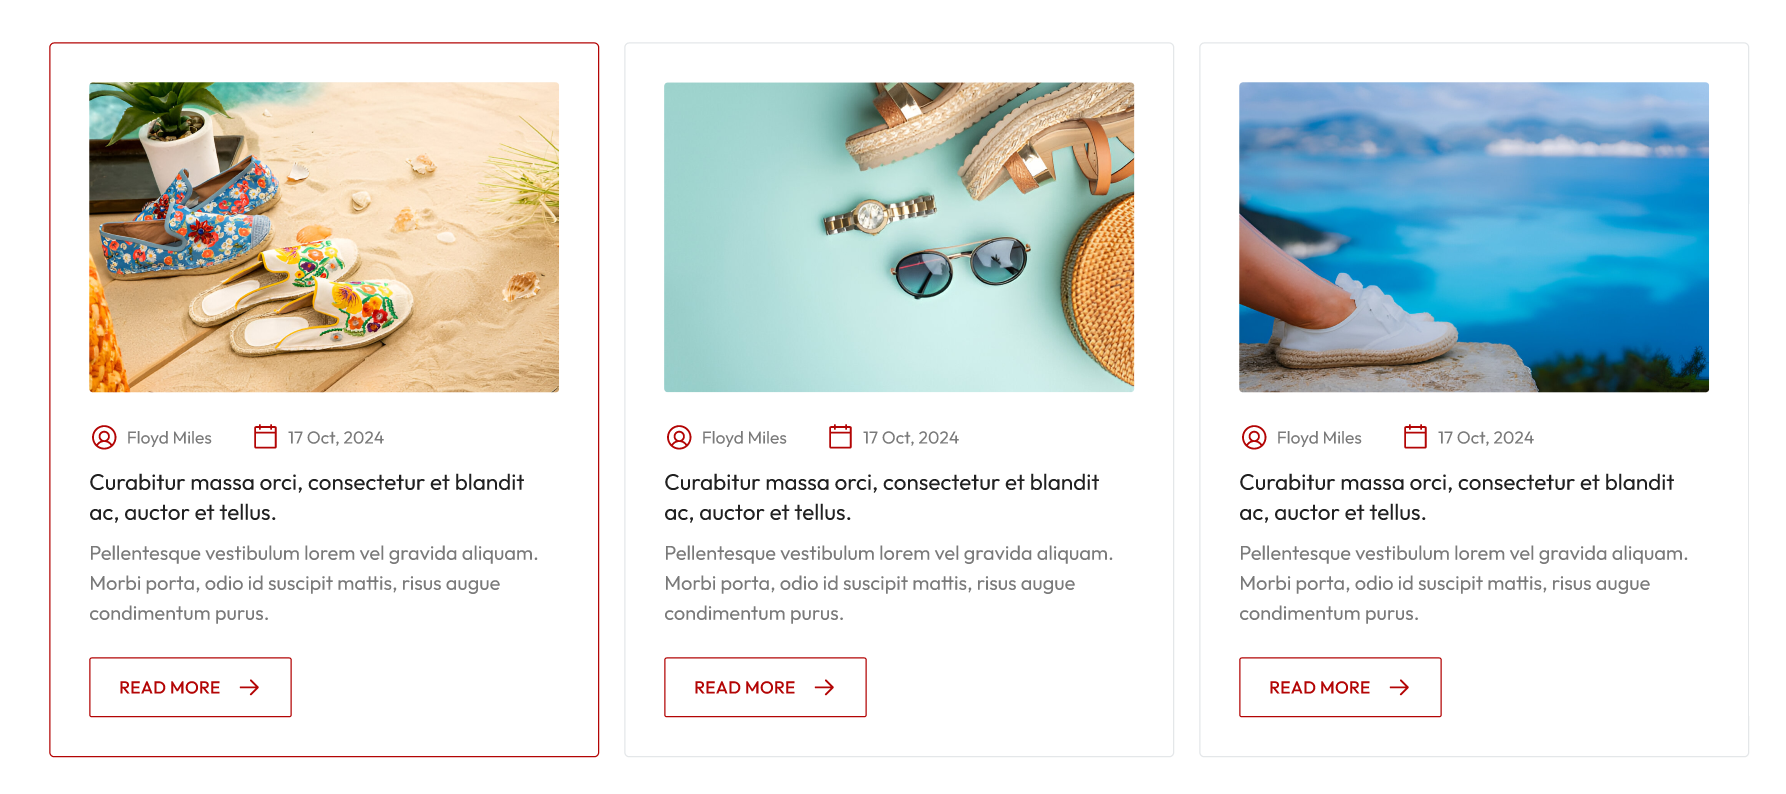 Floyd Miles 17 Oct, 2024
Curabitur massa orci, consectetur et blandit
ac, auctor et tellus.
Pellentesque vestibulum lorem vel gravida aliquam.
Morbi porta, odio id suscipit mattis, risus augue
condimentum purus.
READ MORE
Floyd Miles 17 Oct, 2024
Curabitur massa orci, consectetur et blandit
ac, auctor et tellus.
Pellentesque vestibulum lorem vel gravida aliquam.
Morbi porta, odio id suscipit mattis, risus augue
condimentum purus.
READ MORE
Floyd Miles 17 Oct, 2024
Curabitur massa orci, consectetur et blandit
ac, auctor et tellus.
Pellentesque vestibulum lorem vel gravida aliquam.
Morbi porta, odio id suscipit mattis, risus augue
condimentum purus.
READ MORE